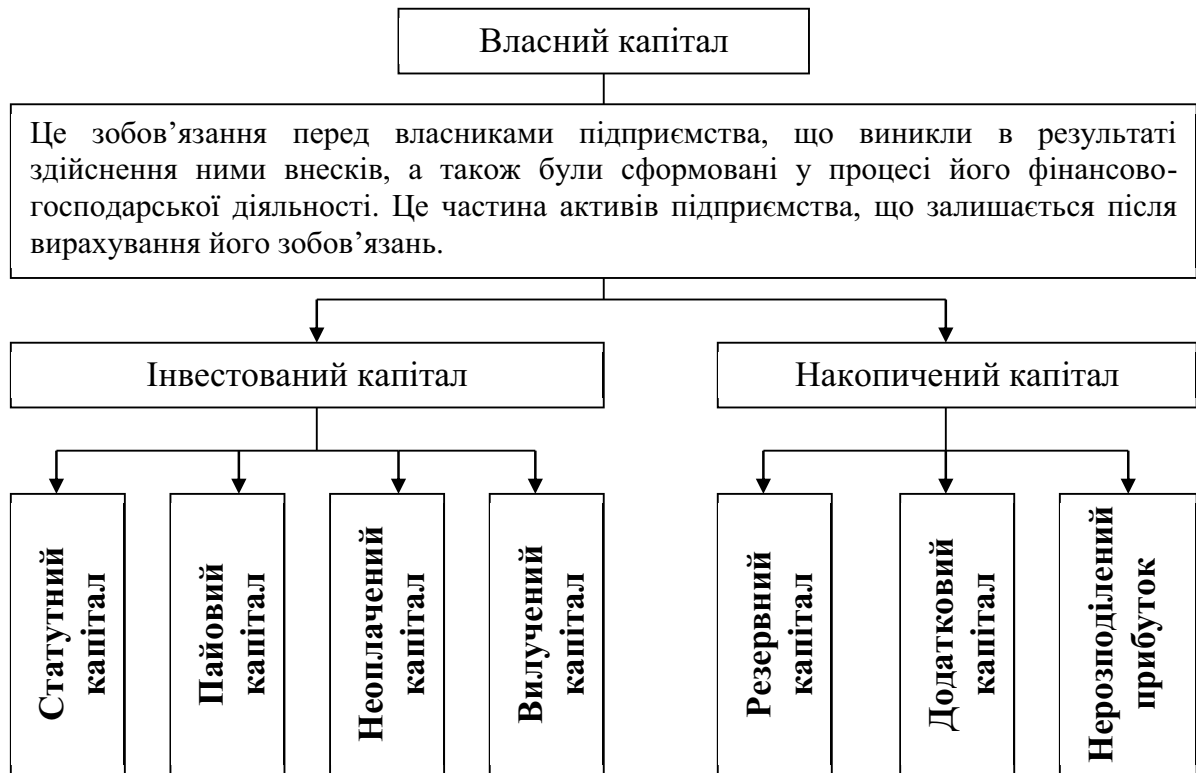 Власний капітал
Це зобов’язання перед власниками підприємства, що виникли в результаті
здійснення ними внесків, а також були сформовані у процесі його фінансово-
господарської діяльності. Це частина активів підприємства, що залишається після
вирахування його зобов’язань.
Інвестований капітал
Накопичений капітал
Статутний
капітал
Пайовий
капітал
Неоплачений
капітал
Вилучений
капітал
Резервний
капітал
Додатковий
капітал
Нерозподілений
прибуток